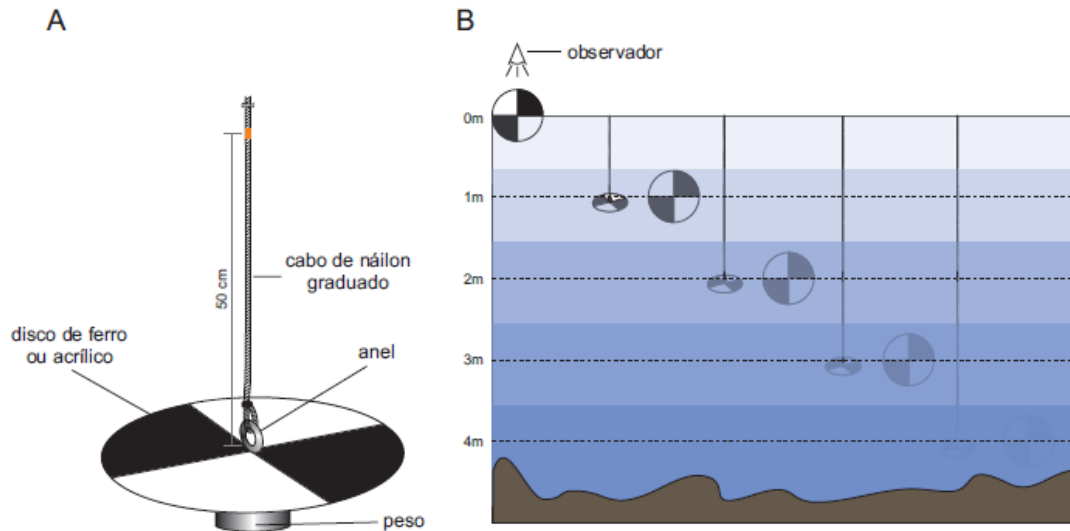 A
50 cm
cabo de náilon
graduado
disco de ferro
ou acrílico
anel
peso
B
observador
0m
1m
2m
3m
4m